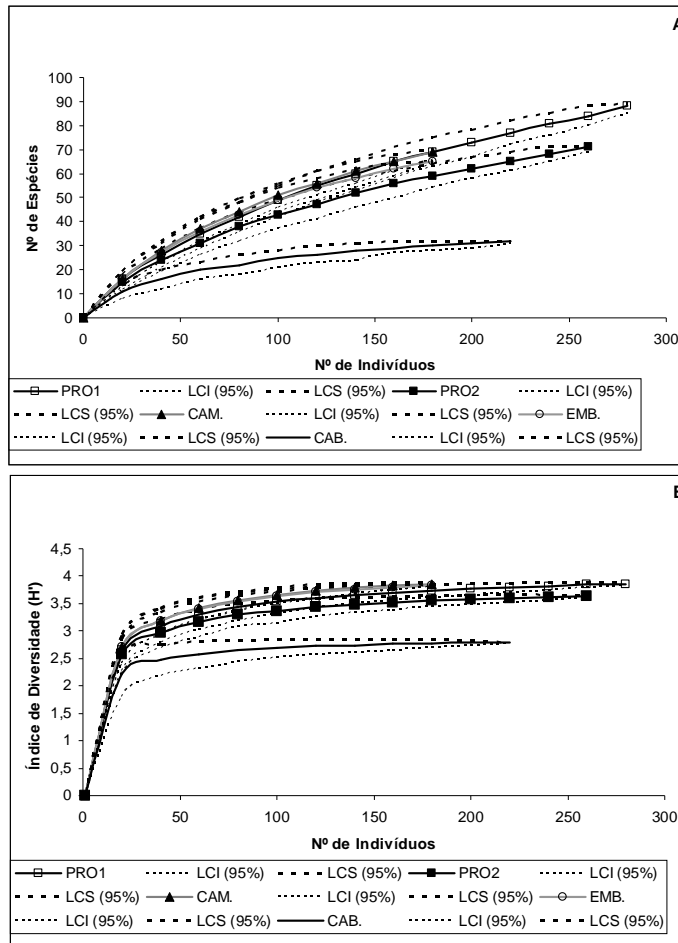 A
100
90
80
70
60
50
40
30
20
10
0
Nº de Espécies
0 50 100 150 200 250 300
Nº de Indivíduos
PRO1 LCI (95%) LCS (95%) PRO2 LCI (95%)
LCS (95%) CAM. LCI (95%) LCS (95%) EMB.
LCI (95%) LCS (95%) CAB. LCI (95%) LCS (95%)
4,5
4
3,5
3
2,5
2
1,5
1
0,5
0
Índice de Diversidade (H')
0 50 100 150 200 250 300
Nº de Indivíduos
PRO1 LCI (95%) LCS (95%) PRO2 LCI (95%)
LCS (95%) CAM. LCI (95%) LCS (95%) EMB.
LCI (95%) LCS (95%) CAB. LCI (95%) LCS (95%)